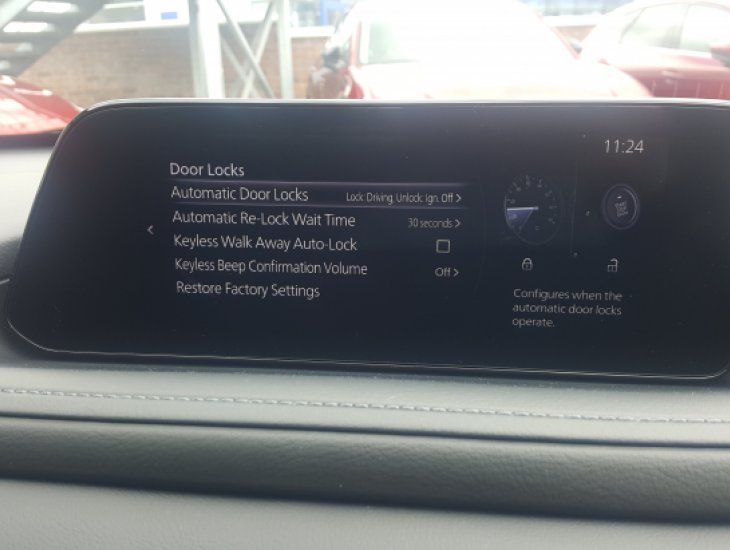 11:24
Door Locks
Automatic Door Locks Lock: Driving, Unlock: Ign. Off >
Automatic Re-Lock Wait Time 30 seconds >
Keyless Walk Away Auto-Lock
Keyless Beep Confirmation Volume Off >
Restore Factory Settings
Configures when the
automatic door locks
operate.